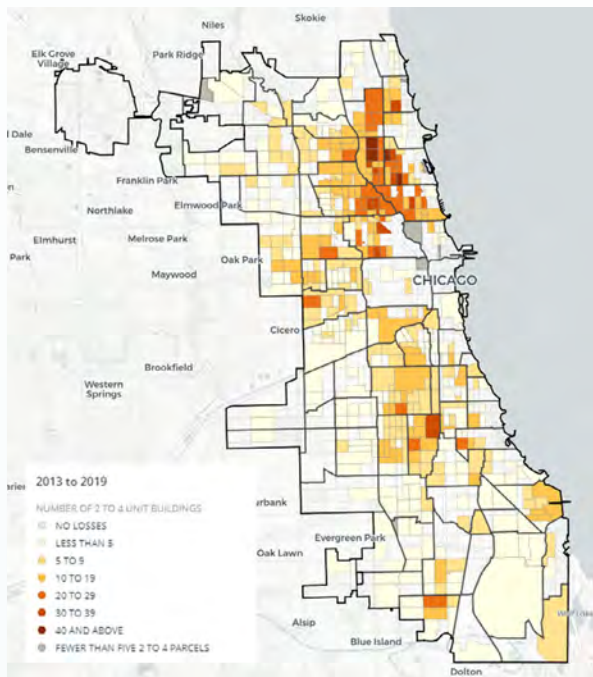 Skokie
Niles
Park Ridge
Elk Grove
Village
Dale
Bensenville
Franklin Park
Northlake
Elmwood Park
Elmhurst
Melrose Park
Park
Oak Park
Maywood
CHICAGO
Cicero
Brookfield
Western
Springs
urbank
Evergreen Park
Oak Lawn
Alsip
Blue Island
Dolton
2013 to 2019
NUMBER OF 2 TO 4 UNIT BUILDINGS
NO LOSSES
LESS THAN 5
5 TO 9
10 TO 19
20 TO 29
30 TO 39
40 AND ABOVE
FEWER THAN FIVE 2 TO 4 PARCELS